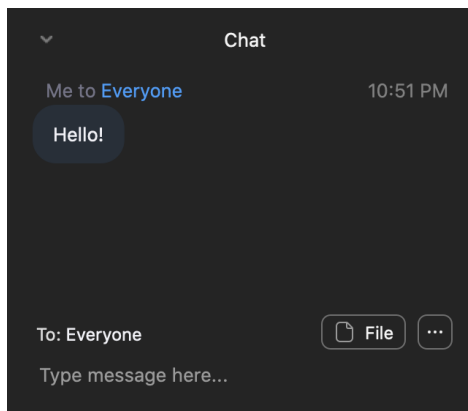 Chat
Me to Everyone 10:51 PM
Hello!
To: Everyone File ...
Type message here...